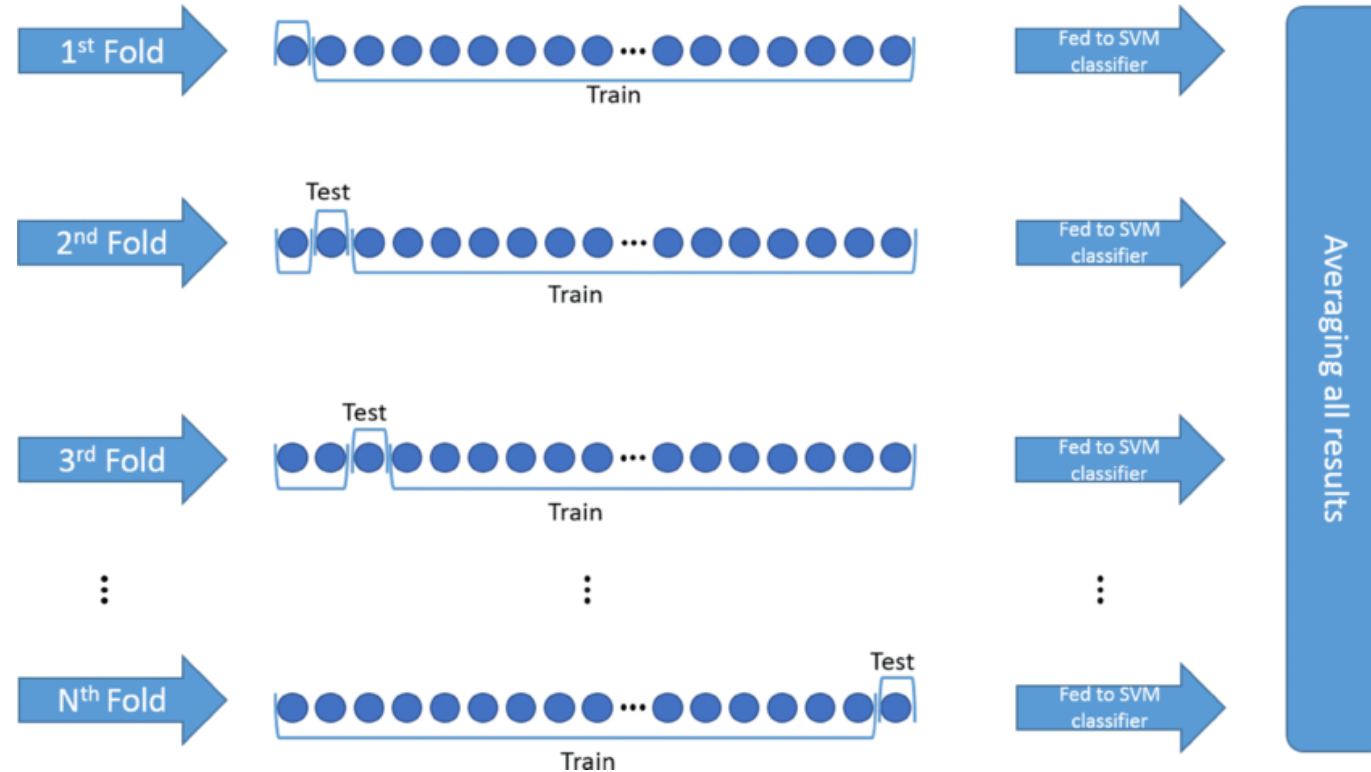 1st Fold
Train
Fed to SVM
classifier
Test
2nd Fold
Train
Fed to SVM
classifier
Test
3rd Fold
Train
Fed to SVM
classifier
Test
Nth Fold
Train
Fed to SVM
classifier
Averaging all results